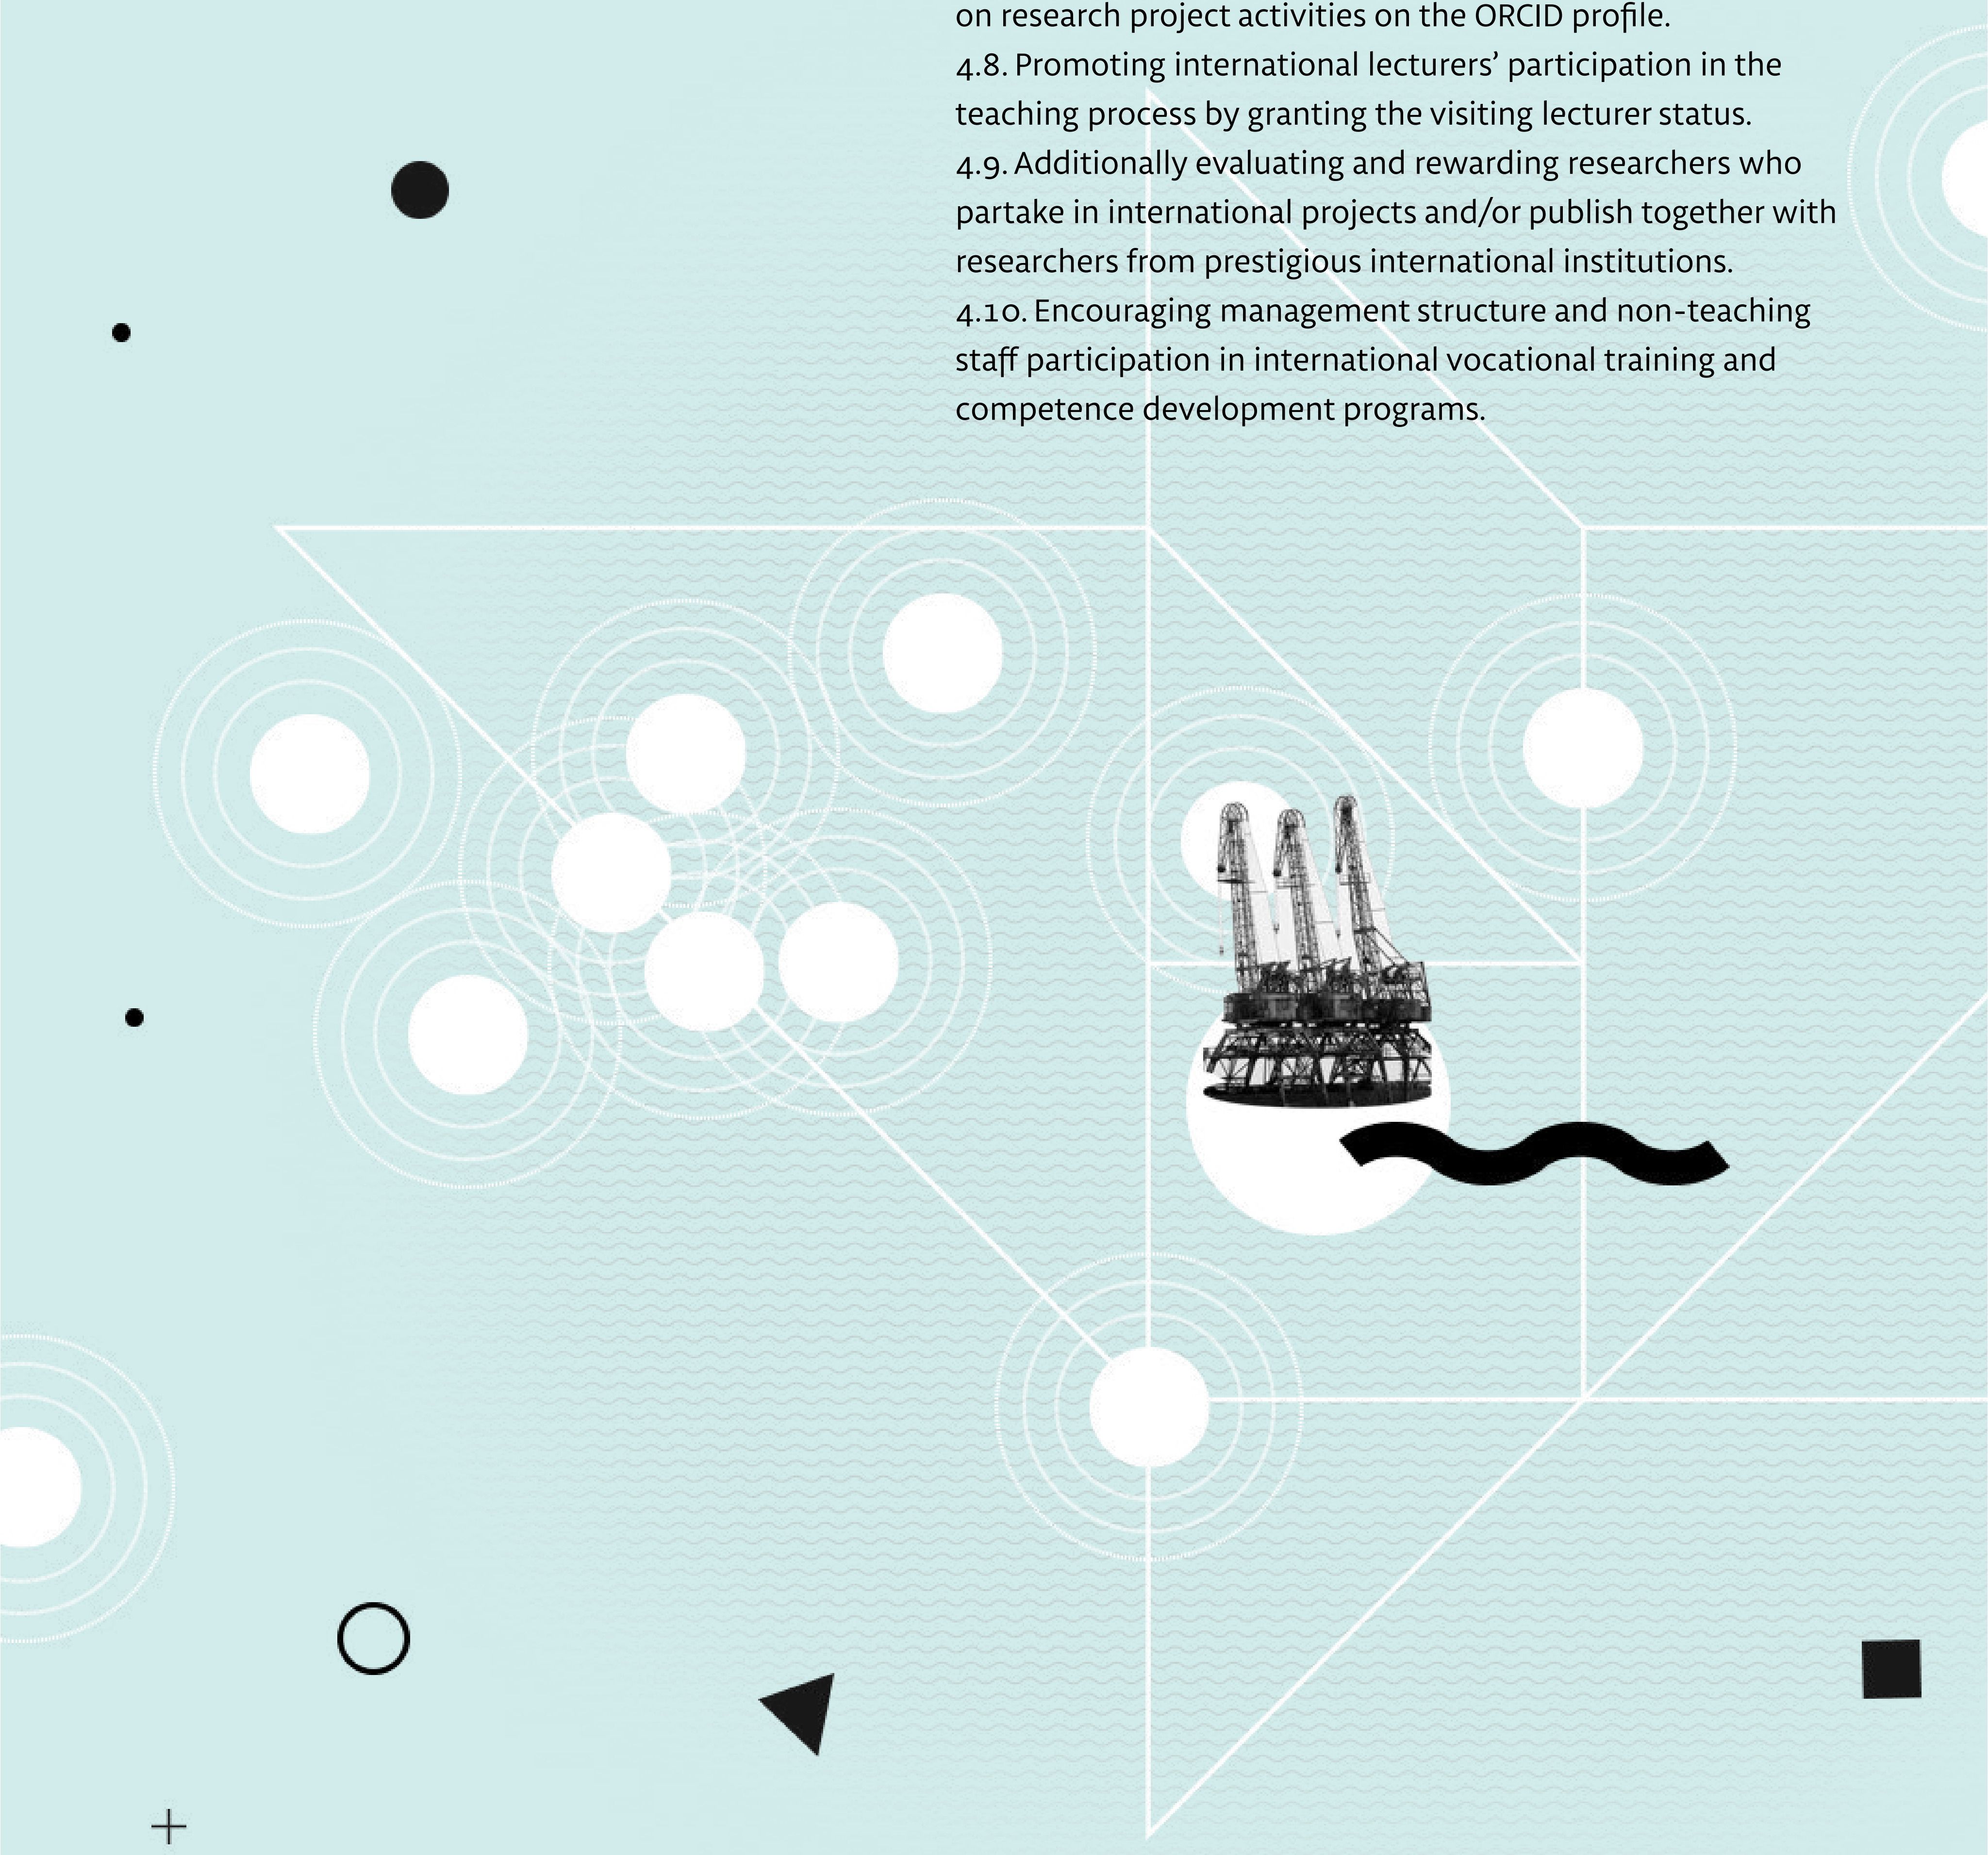 on research project activities on the ORCID profile.
4.8. Promoting international lecturers’ participation in the
teaching process by granting the visiting lecturer status.
4.9. Additionally evaluating and rewarding researchers who
partake in international projects and/or publish together with
researchers from prestigious international institutions.
4.10. Encouraging management structure and non-teaching
staff participation in international vocational training and
competence development programs.